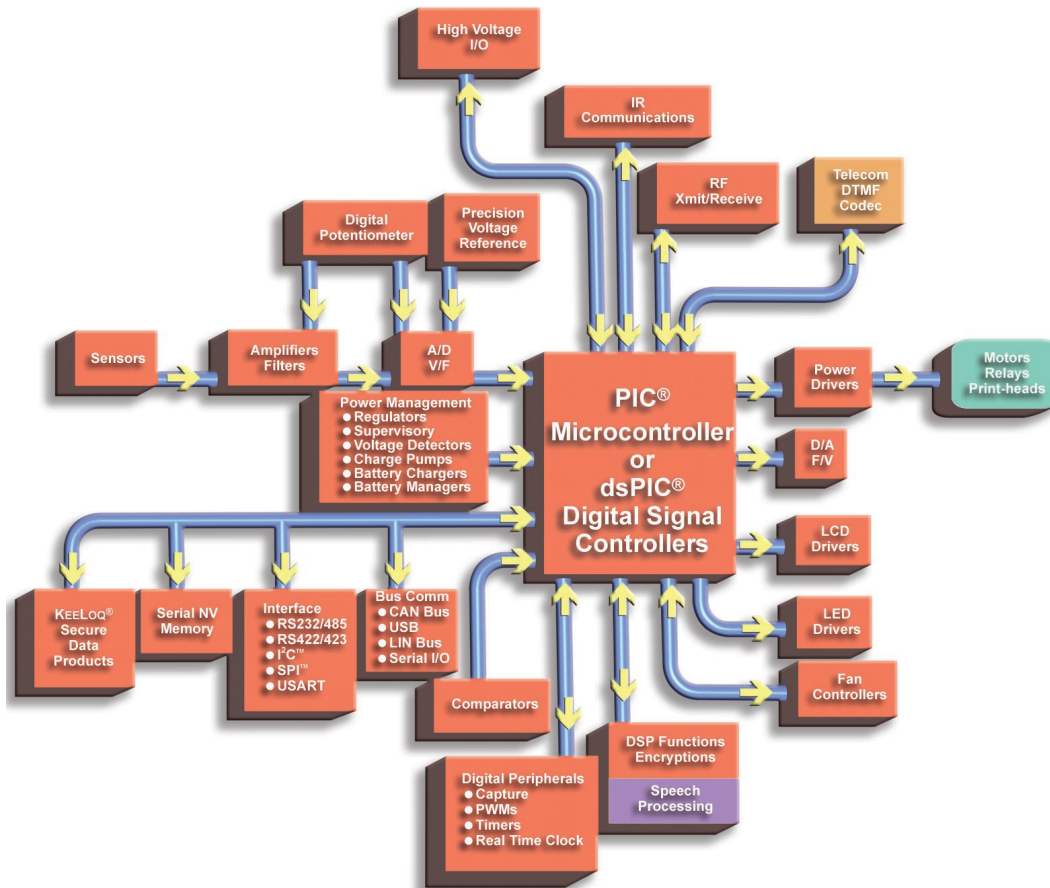 High Voltage
I/O
IR
Communications
RF
Xmit/Receive
Telecom
DTMF
Codec
Digital
Potentiometer
Precision
Voltage
Reference
Sensors
Amplifiers
Filters
A/D
V/F
Power Management
● Regulators
● Supervisory
● Voltage Detectors
● Charge Pumps
● Battery Chargers
● Battery Managers
PIC®
Microcontroller
or
dsPIC®
Digital Signal
Controllers
Power
Drivers
Motors
Relays
Print-heads
D/A
F/V
LCD
Drivers
LED
Drivers
Fan
Controllers
KEELOQ®
Secure
Data
Products
Serial NV
Memory
Interface
● RS232/485
● RS422/423
● I²C™
● SPI™
● USART
Bus Comm
● CAN Bus
● USB
● LIN Bus
● Serial I/O
Comparators
Digital Peripherals
● Capture
● PWMs
● Timers
● Real Time Clock
DSP Functions
Encryptions
Speech
Processing